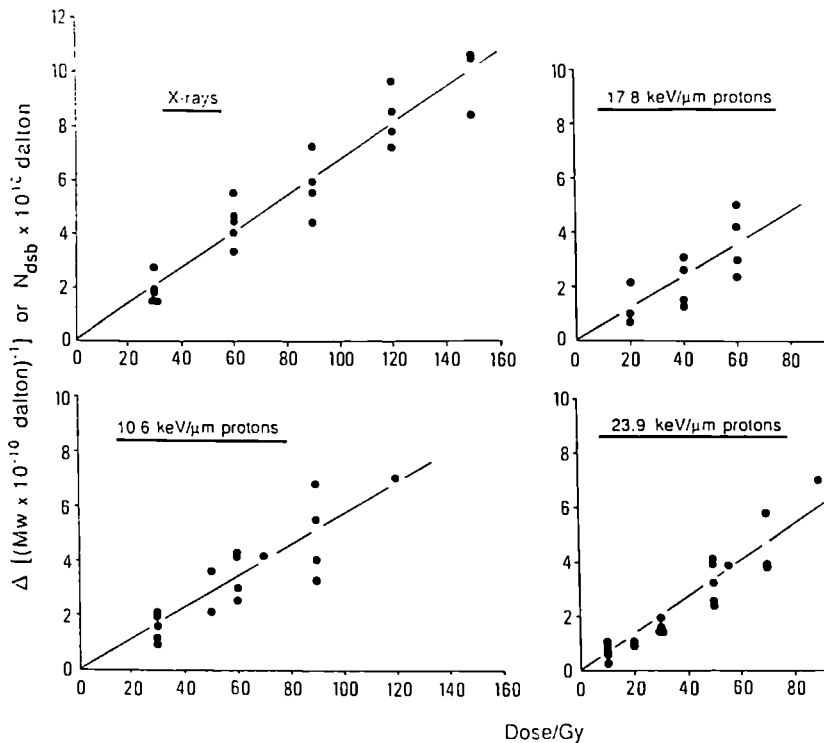 Δ [(Mw x 10⁻¹⁰ dalton)⁻¹] or N_dsb x 10¹⁰ dalton
X-rays
12
10
8
6
4
2
0
0 20 40 60 80 100 120 140 160
17 8 keV/μm protons
10
8
6
4
2
0
0 20 40 60 80
10 6 keV/μm protons
10
8
6
4
2
0
0 20 40 60 80 100 120 140 160
23.9 keV/μm protons
10
8
6
4
2
0
0 20 40 60 80
Dose/Gy